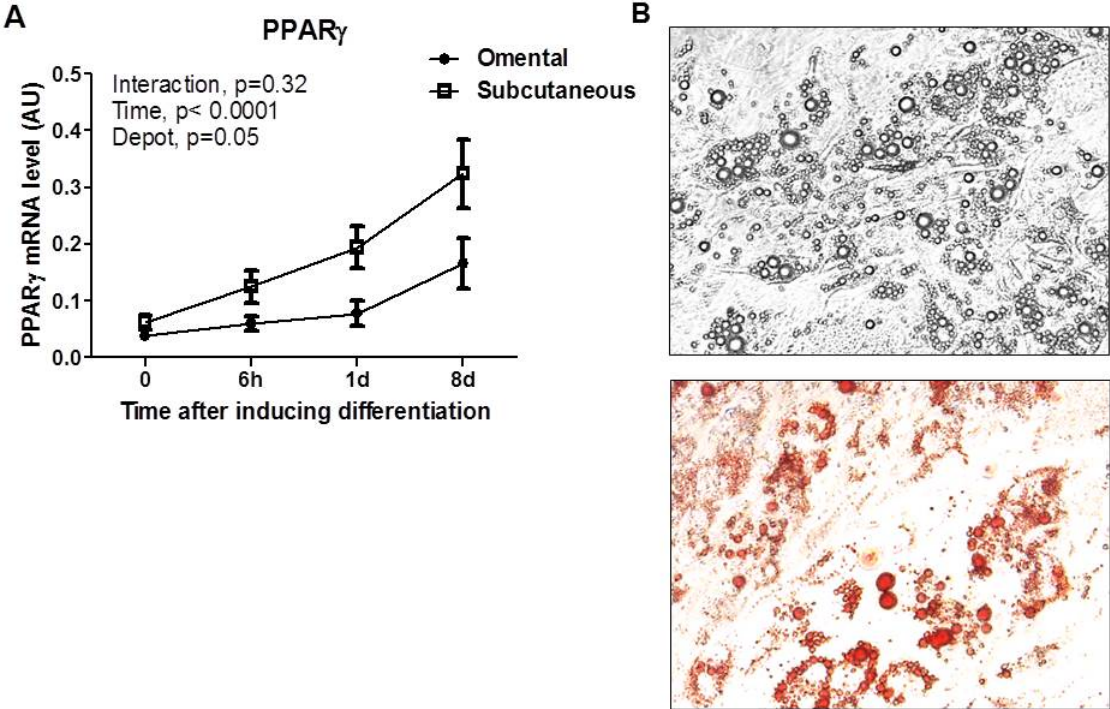 A
PPARγ
Omental
Subcutaneous
Interaction, p=0.32
Time, p< 0.0001
Depot, p=0.05
PPARγ mRNA level (AU)
0.5
0.4
0.3
0.2
0.1
0.0
0
6h
1d
8d
Time after inducing differentiation
B